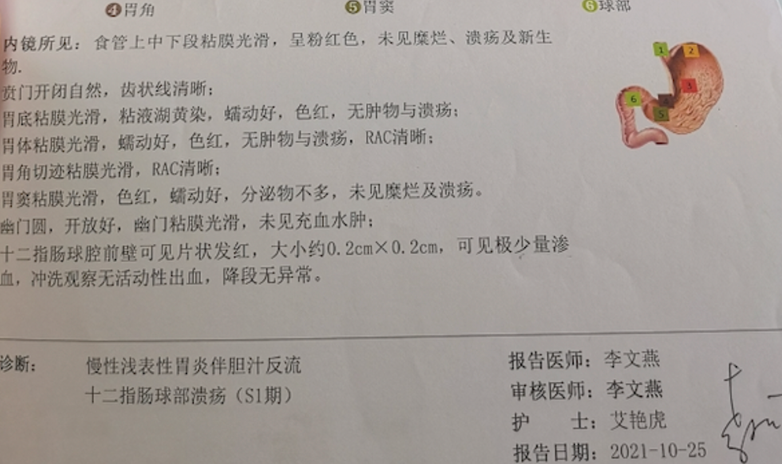 ④胃角 ⑤胃窦 ⑥球部
内镜所见：食管上中下段粘膜光滑，呈粉红色，未见糜烂、溃疡及新生
物.
贲门开闭自然，齿状线清晰；
胃底粘膜光滑，粘液湖黄染，蠕动好，色红，无肿物与溃疡；
胃体粘膜光滑，蠕动好，色红，无肿物与溃疡，RAC清晰；
胃角切迹粘膜光滑，RAC清晰；
胃窦粘膜光滑，色红，蠕动好，分泌物不多，未见糜烂及溃疡。
幽门圆，开放好，幽门粘膜光滑，未见充血水肿；
十二指肠球腔前壁可见片状发红，大小约0.2cm×0.2cm，可见极少量渗
血，冲洗观察无活动性出血，降段无异常。
1 2
3
6
5
诊断： 慢性浅表性胃炎伴胆汁反流
十二指肠球部溃疡（S1期）
报告医师：李文燕
审核医师：李文燕
护 士：艾艳虎
报告日期：2021-10-25